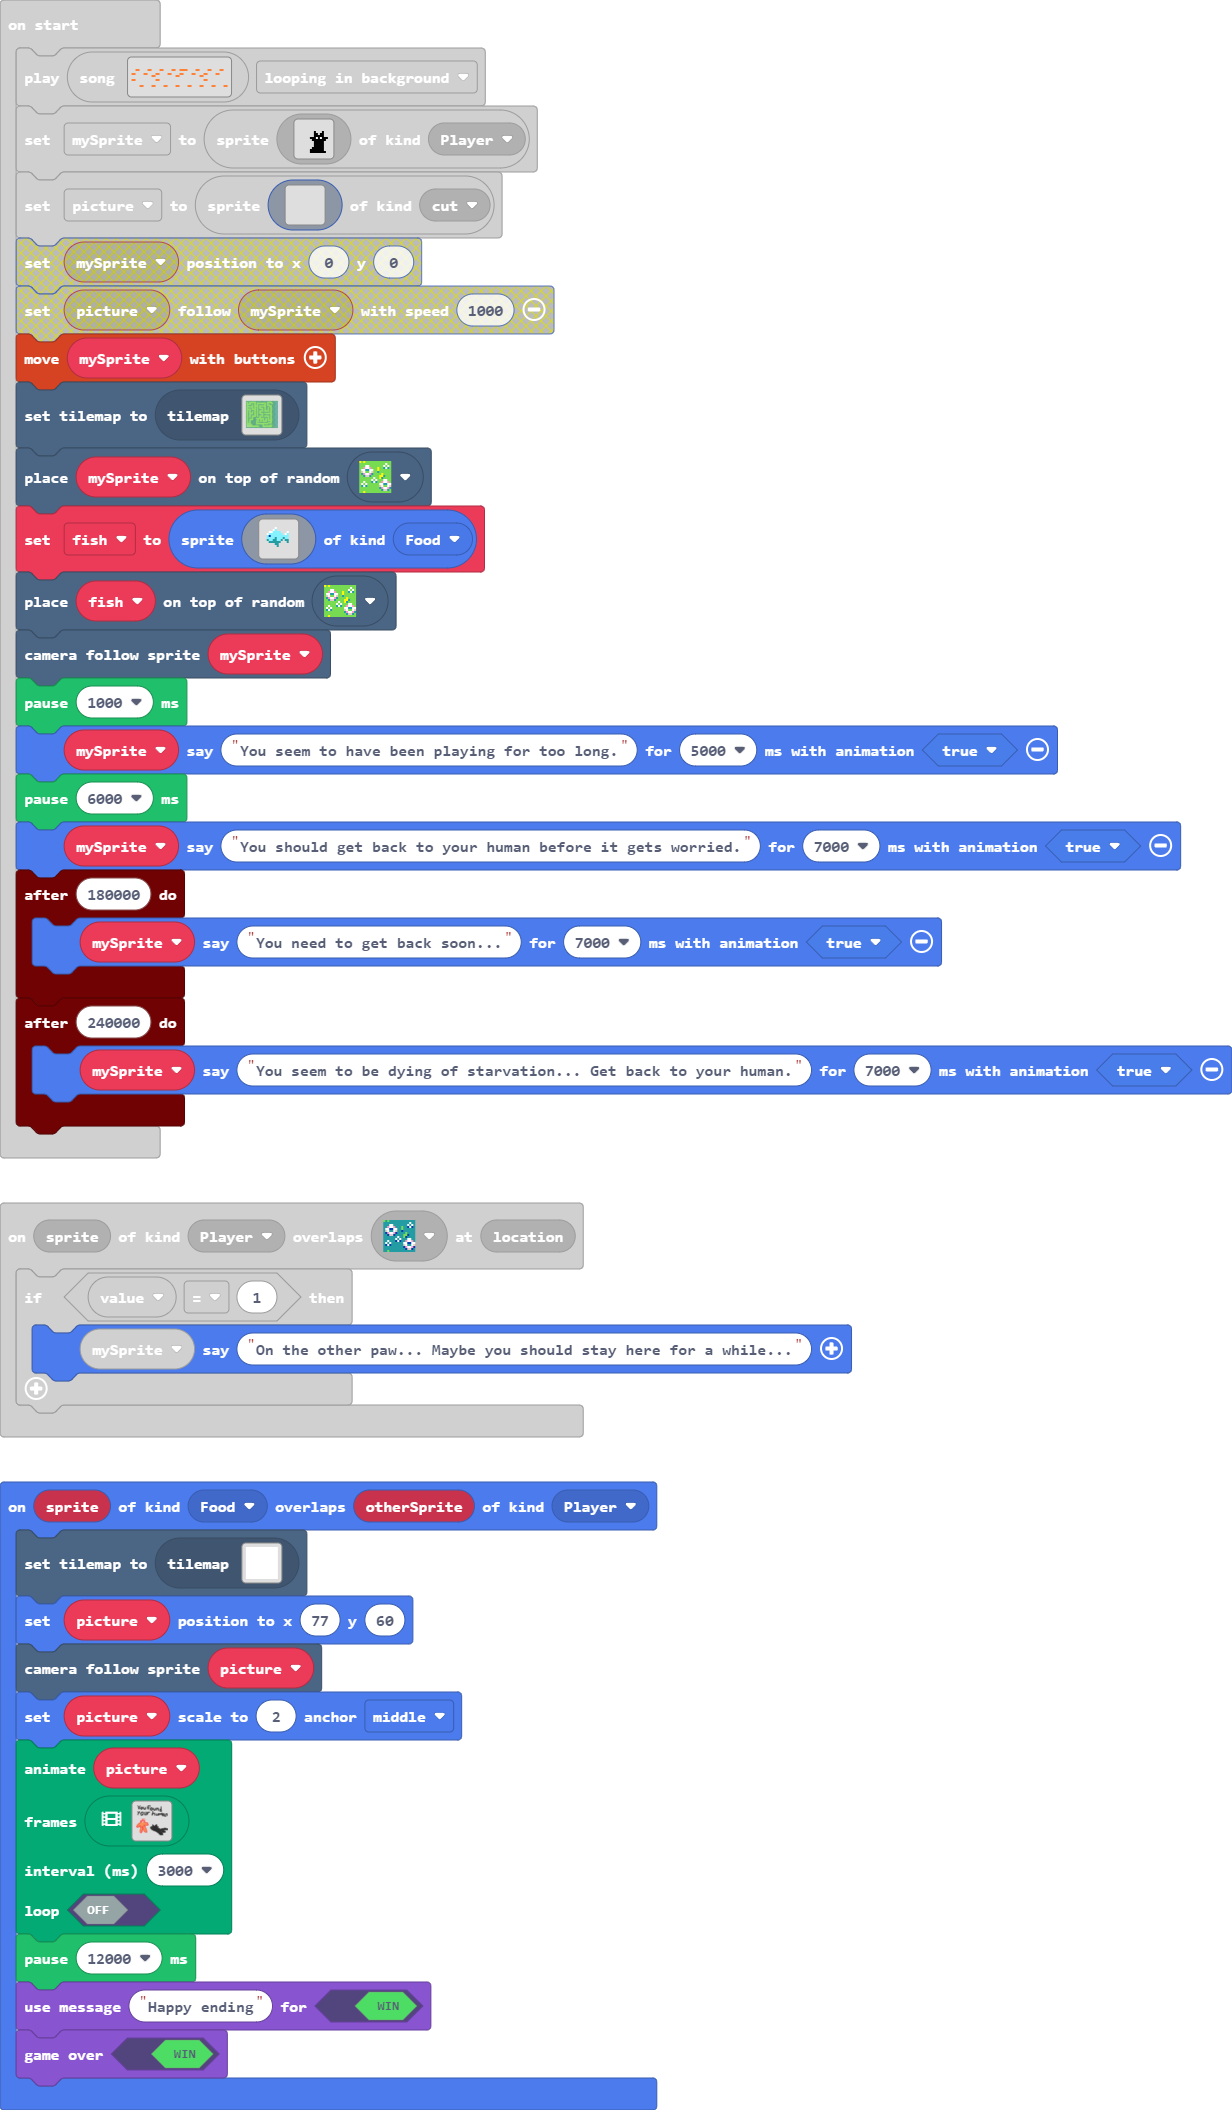 on start
play song looping in background
set mySprite to sprite of kind Player
set picture to sprite of kind cut
set mySprite position to x 0 y 0
set picture follow mySprite with speed 1000
move mySprite with buttons
set tilemap to tilemap
place mySprite on top of random
set fish to sprite of kind Food
place fish on top of random
camera follow sprite mySprite
pause 1000 ms
mySprite say "You seem to have been playing for too long." for 5000 ms with animation true
pause 6000 ms
mySprite say "You should get back to your human before it gets worried." for 7000 ms with animation true
after 180000 do
mySprite say "You need to get back soon..." for 7000 ms with animation true
after 240000 do
mySprite say "You seem to be dying of starvation... Get back to your human." for 7000 ms with animation true
on sprite of kind Player overlaps at location
if value = 1 then
mySprite say "On the other paw... Maybe you should stay here for a while..."
on sprite of kind Food overlaps otherSprite of kind Player
set tilemap to tilemap
set picture position to x 77 y 60
camera follow sprite picture
set picture scale to 2 anchor middle
animate picture
frames You found your human
interval (ms) 3000
loop OFF
pause 12000 ms
use message "Happy ending" for WIN
game over WIN